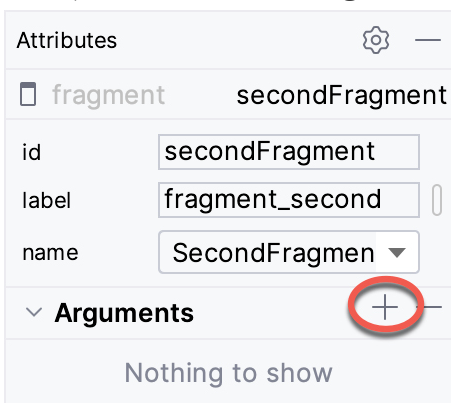 Attributes
fragment secondFragment
id secondFragment
label fragment_second
name SecondFragmen
Arguments
Nothing to show